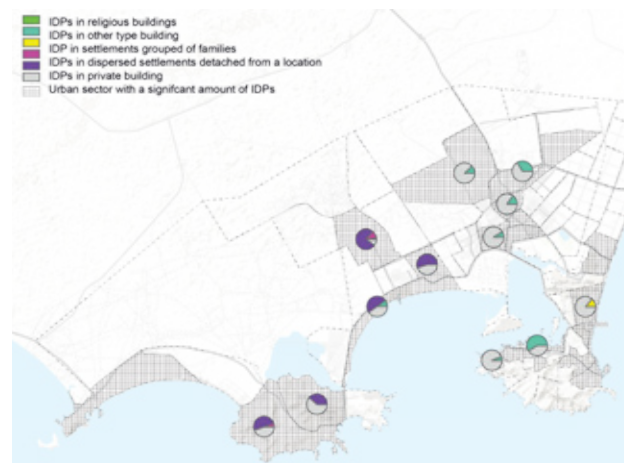 IDPs in religious buildings
IDPs in other type building
IDP in settlements grouped of families
IDPs in dispersed settlements detached from a location
IDPs in private building
Urban sector with a signifcant amount of IDPs